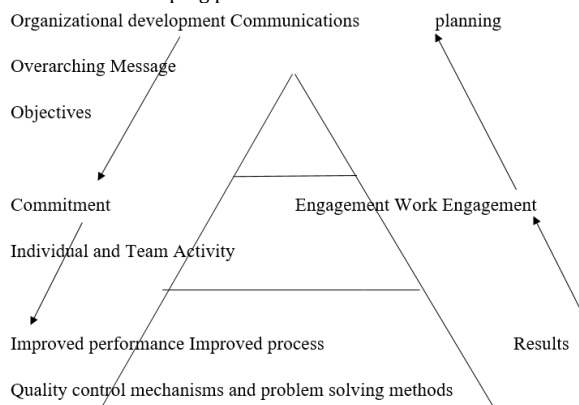 Organizational development Communications planning
Overarching Message
Objectives
Commitment Engagement Work Engagement
Individual and Team Activity
Improved performance Improved process Results
Quality control mechanisms and problem solving methods